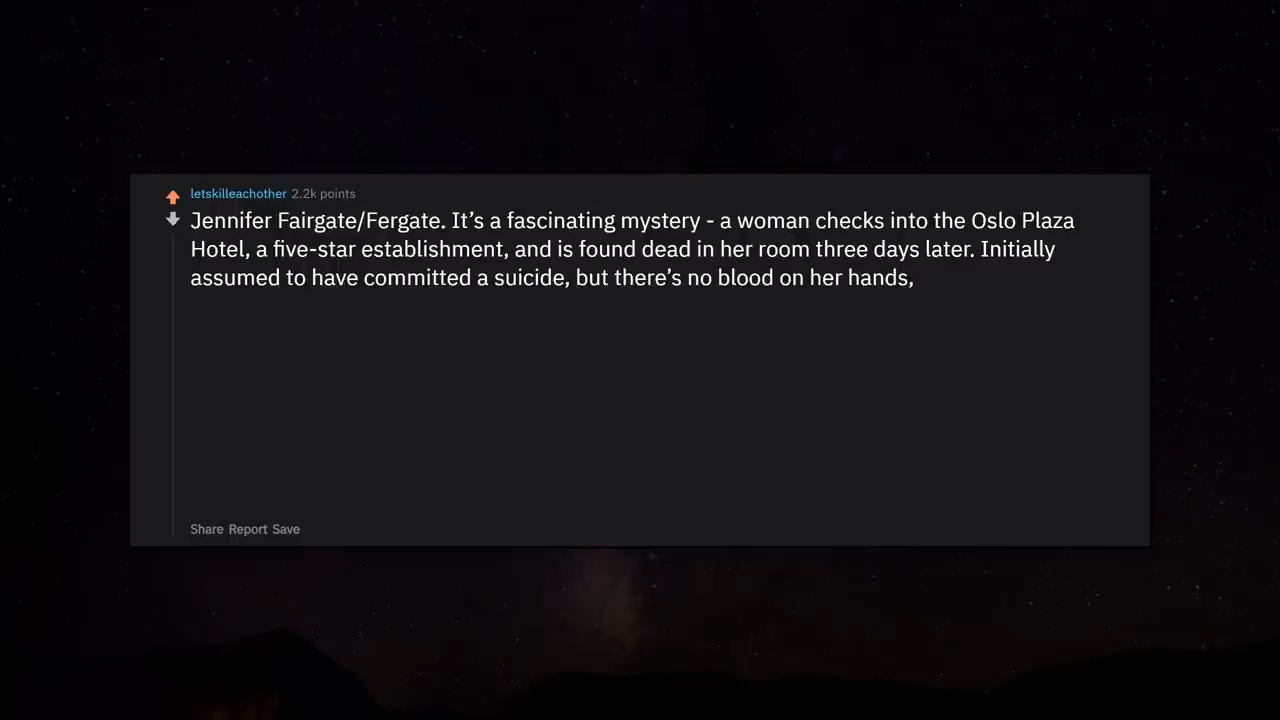 letskilleachother 2.2k points
Jennifer Fairgate/Fergate. It’s a fascinating mystery - a woman checks into the Oslo Plaza
Hotel, a five-star establishment, and is found dead in her room three days later. Initially
assumed to have committed a suicide, but there’s no blood on her hands,
Share Report Save